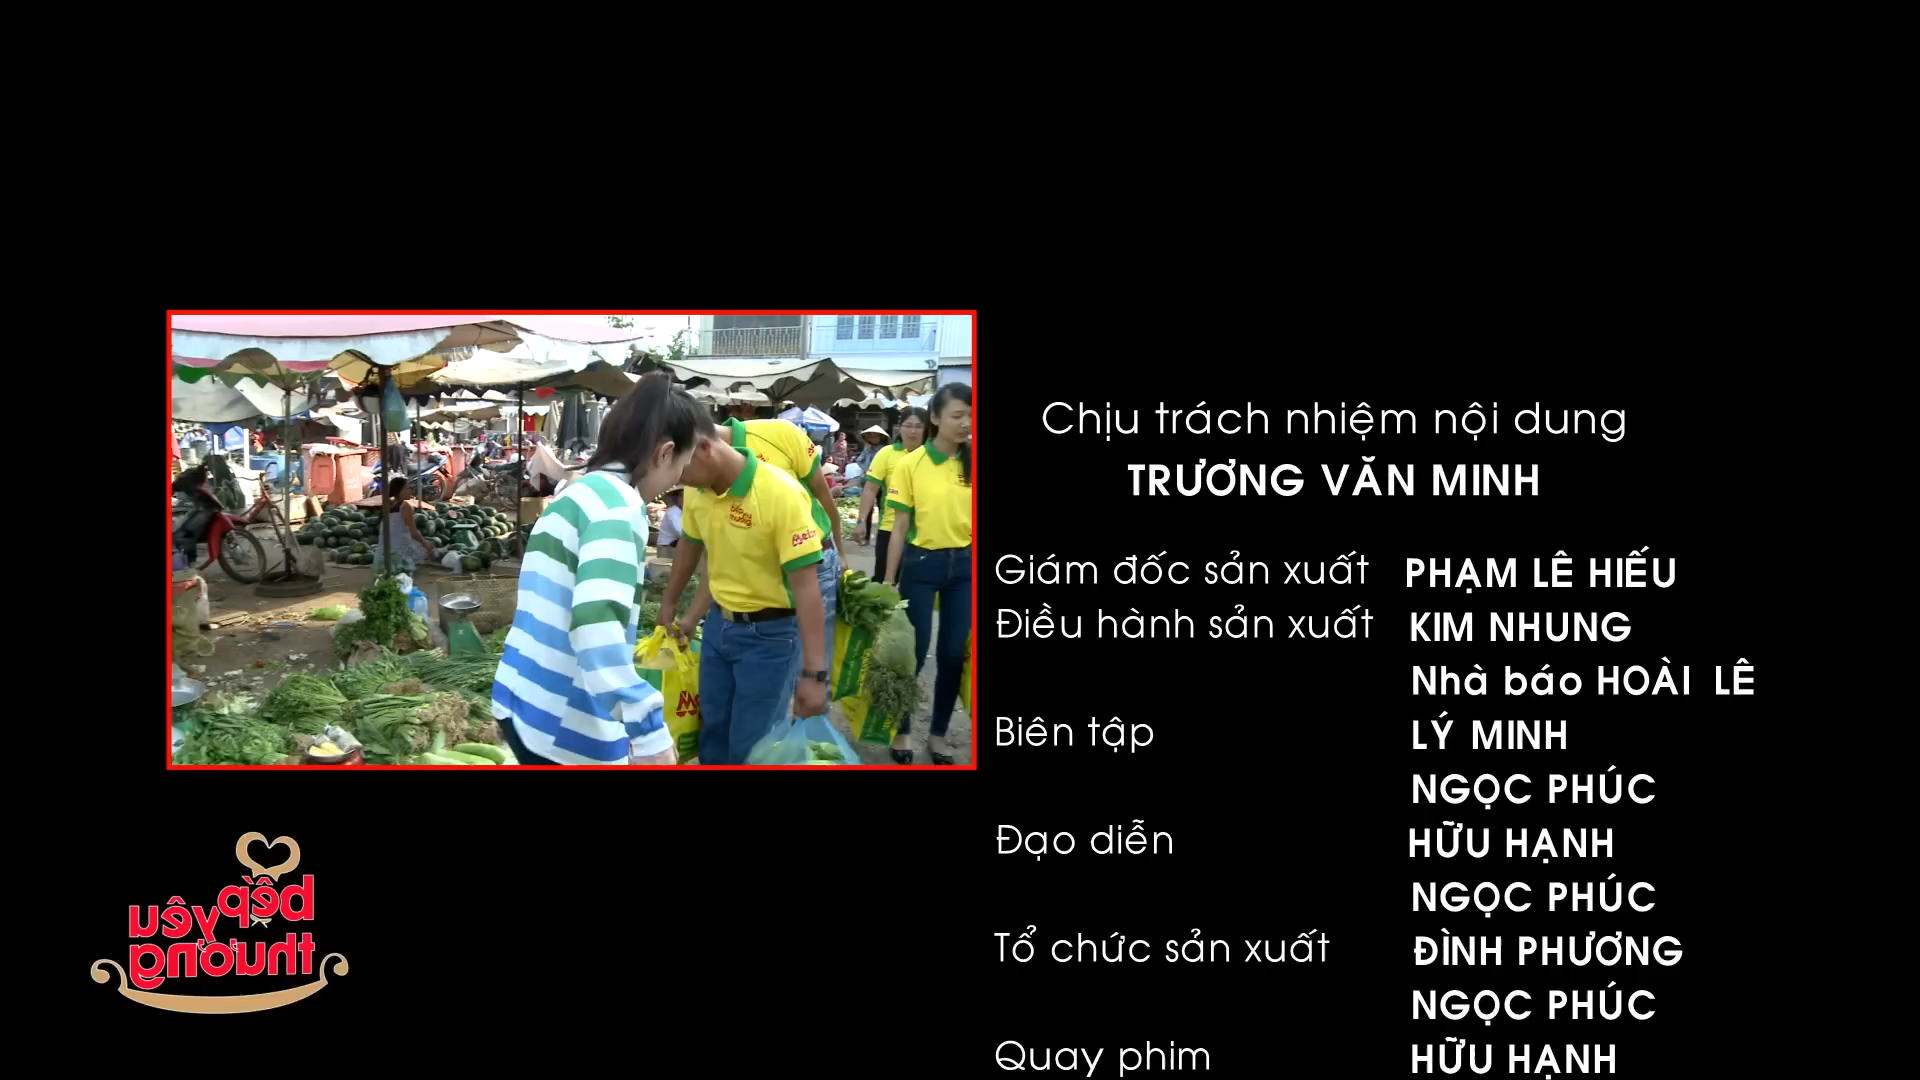 Chịu trách nhiệm nội dung
TRƯƠNG VĂN MINH
Giám đốc sản xuất PHẠM LÊ HIẾU
Điều hành sản xuất KIM NHUNG
Nhà báo HOÀI LÊ
Biên tập LÝ MINH
NGỌC PHÚC
Đạo diễn HỮU HẠNH
NGỌC PHÚC
Tổ chức sản xuất ĐÌNH PHƯƠNG
NGỌC PHÚC
Quay phim HỮU HẠNH
bếp yêu
thương